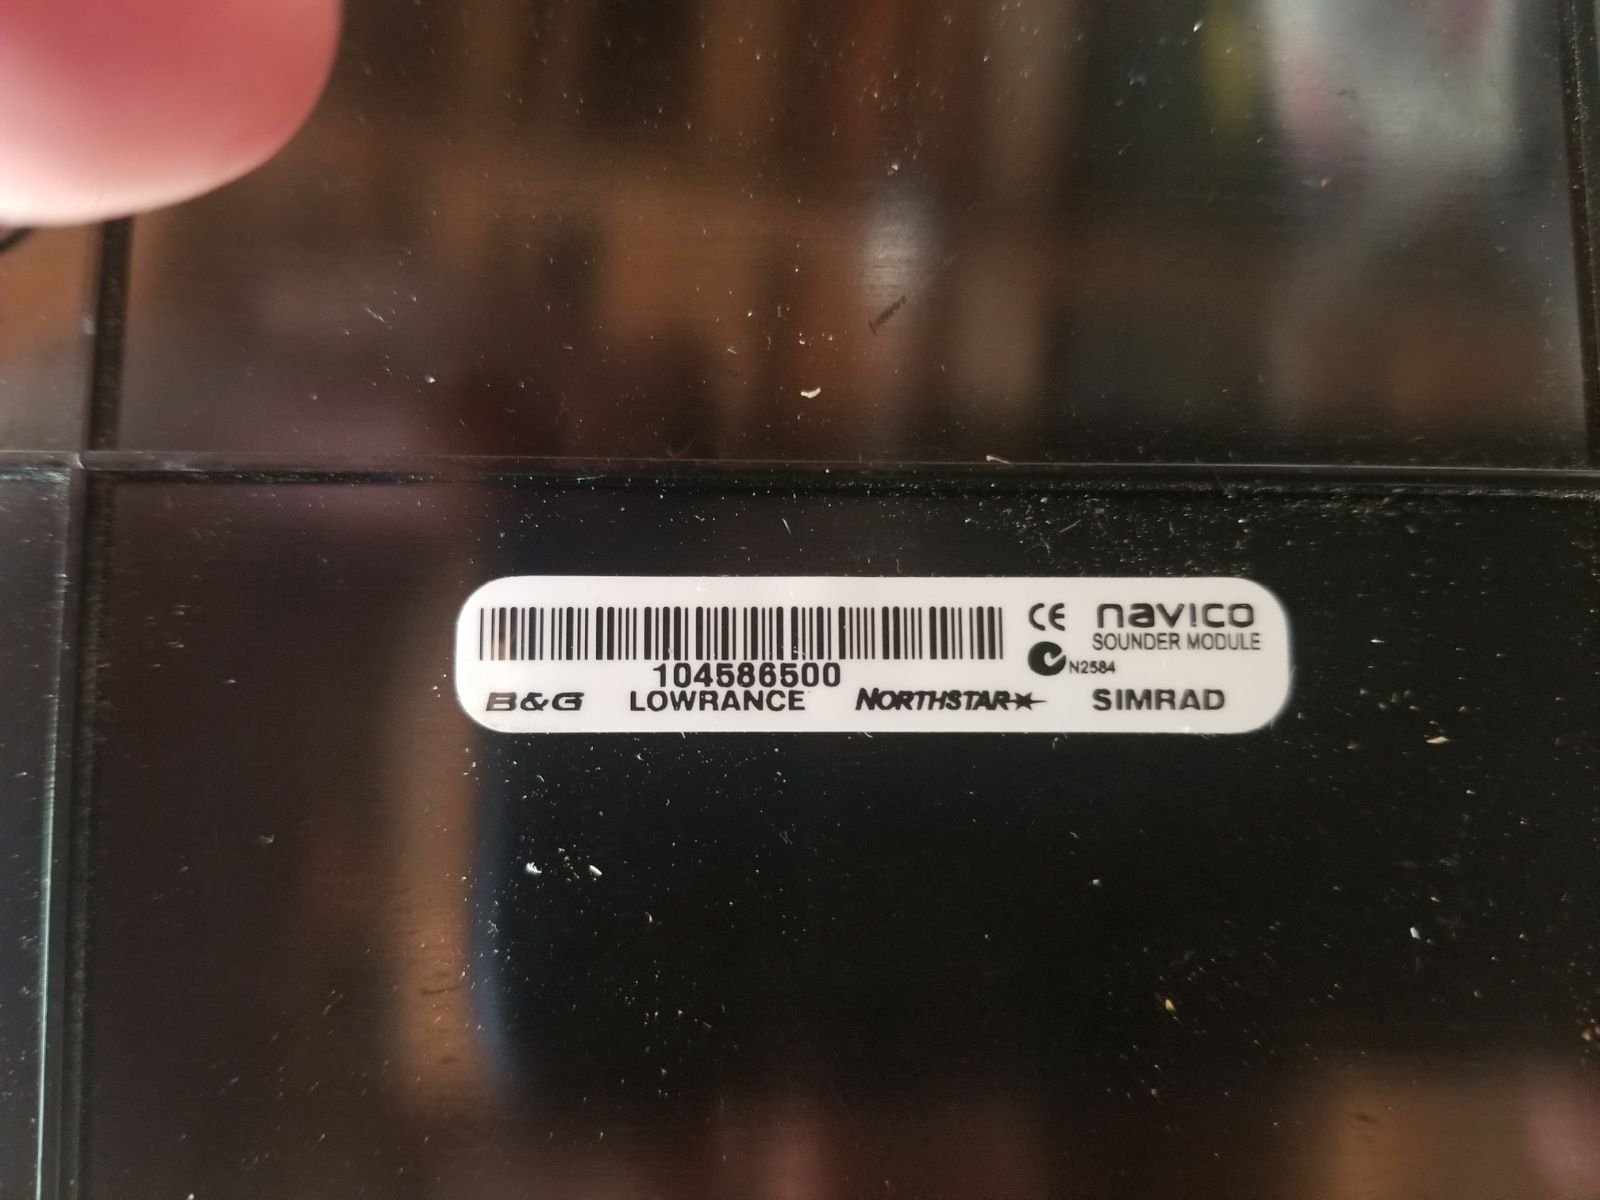 CE navico
SOUNDER MODULE
N2584
104586500
B&G LOWRANCE NORTHSTAR SIMRAD